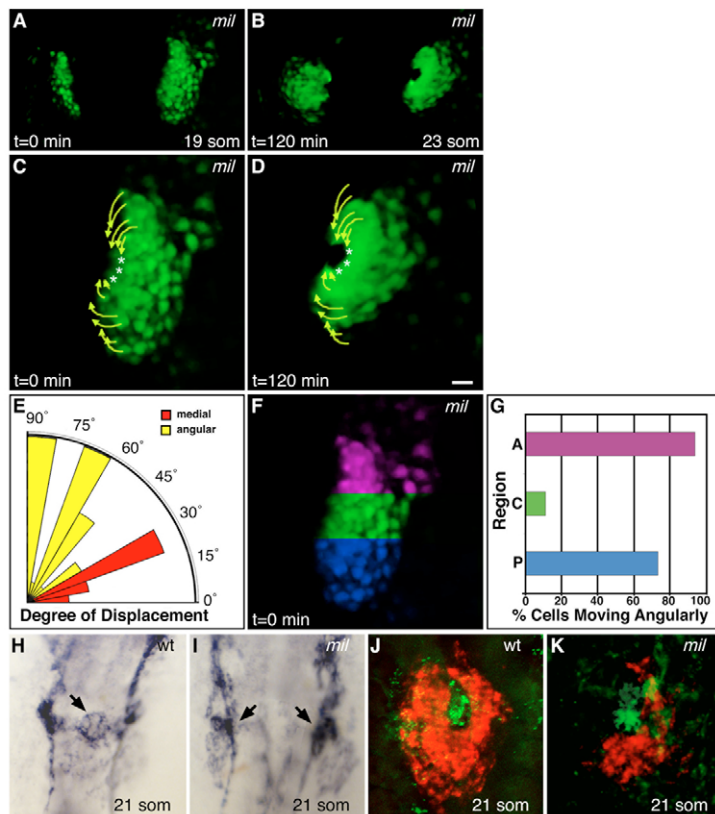 A mil
t=0 min 19 som
B mil
t=120 min 23 som
C mil
t=0 min
D mil
t=120 min
E
90° 75° 60° 45° 30° 15° 0°
medial
angular
Degree of Displacement
F mil
t=0 min
G
A
C
P
Region
0 20 40 60 80 100
% Cells Moving Angularly
H wt
21 som
I mil
21 som
J wt
21 som
K mil
21 som